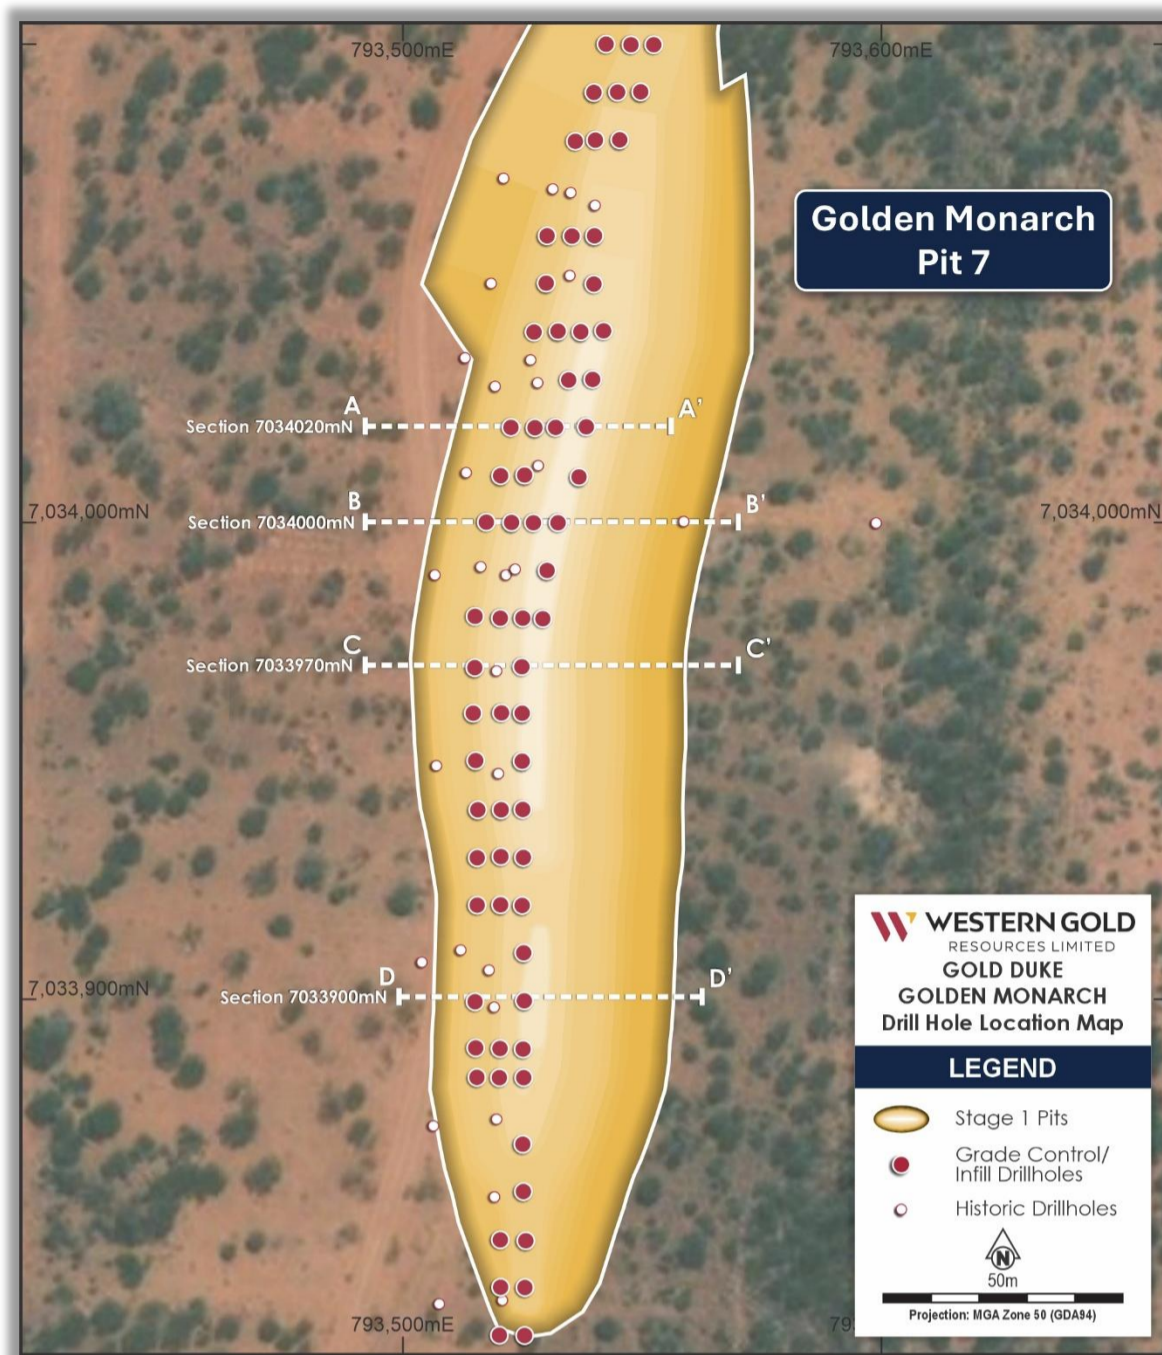 793,500mE
793,600mE
Golden Monarch
Pit 7
A
A'
Section 7034020mN
B
B'
7,034,000mN
Section 7034000mN
7,034,000mN
C
C'
Section 7033970mN
D
D'
7,033,900mN
Section 7033900mN
WESTERN GOLD
RESOURCES LIMITED
GOLD DUKE
GOLDEN MONARCH
Drill Hole Location Map
LEGEND
Stage 1 Pits
Grade Control/
Infill Drillholes
Historic Drillholes
N
50m
Projection: MGA Zone 50 (GDA94)
793,500mE